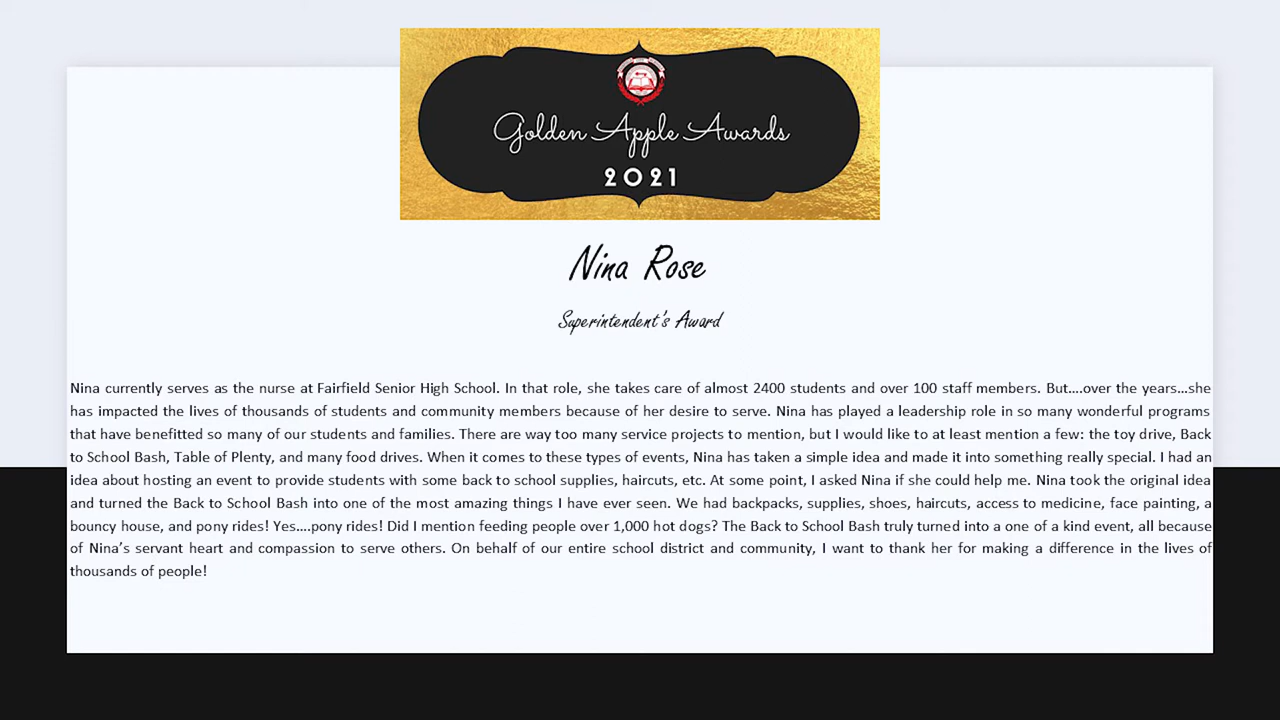 Golden Apple Awards
2021
Nina Rose
Superintendent's Award
Nina currently serves as the nurse at Fairfield Senior High School. In that role, she takes care of almost 2400 students and over 100 staff members. But....over the years...she
has impacted the lives of thousands of students and community members because of her desire to serve. Nina has played a leadership role in so many wonderful programs
that have benefitted so many of our students and families. There are way too many service projects to mention, but I would like to at least mention a few: the toy drive, Back
to School Bash, Table of Plenty, and many food drives. When it comes to these types of events, Nina has taken a simple idea and made it into something really special. I had an
idea about hosting an event to provide students with some back to school supplies, haircuts, etc. At some point, I asked Nina if she could help me. Nina took the original idea
and turned the Back to School Bash into one of the most amazing things I have ever seen. We had backpacks, supplies, shoes, haircuts, access to medicine, face painting, a
bouncy house, and pony rides! Yes....pony rides! Did I mention feeding people over 1,000 hot dogs? The Back to School Bash truly turned into a one of a kind event, all because
of Nina’s servant heart and compassion to serve others. On behalf of our entire school district and community, I want to thank her for making a difference in the lives of
thousands of people!